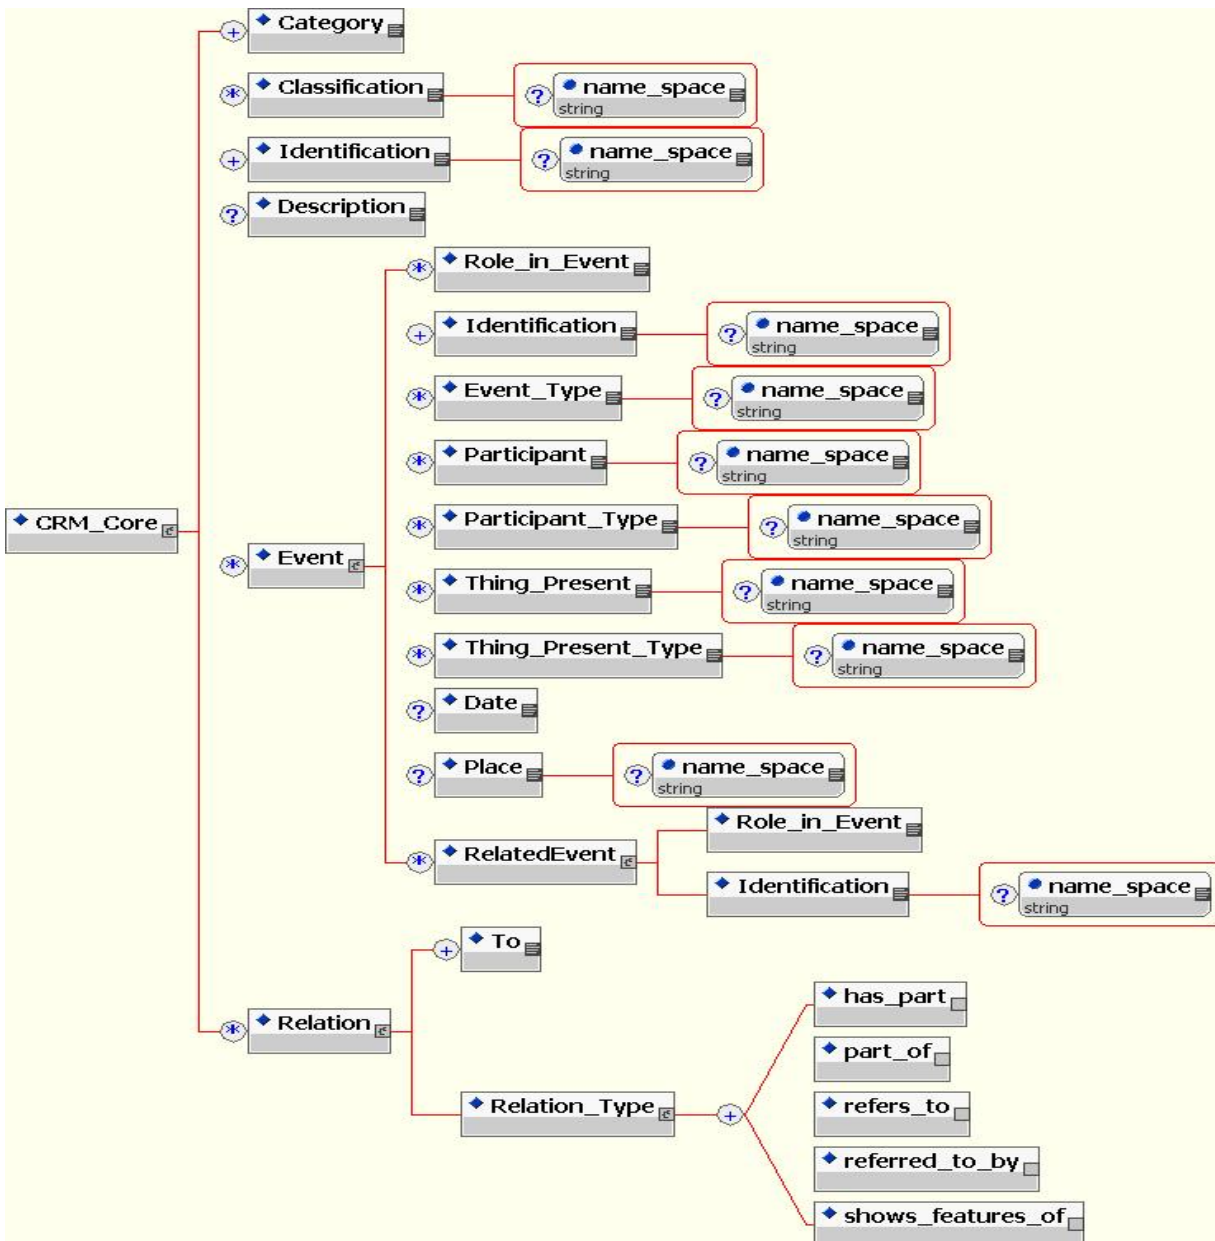 + Category
* Classification ? name_space
string
+ Identification ? name_space
string
? Description
* Role_in_Event
+ Identification ? name_space
string
* Event_Type ? name_space
string
* Participant ? name_space
string
CRM_Core
* Participant_Type ? name_space
string
* Event
* Thing_Present ? name_space
string
* Thing_Present_Type ? name_space
string
? Date
? Place ? name_space
string
Role_in_Event
* RelatedEvent
Identification ? name_space
string
+ To
* Relation
has_part
part_of
Relation_Type +
refers_to
referred_to_by
shows_features_of